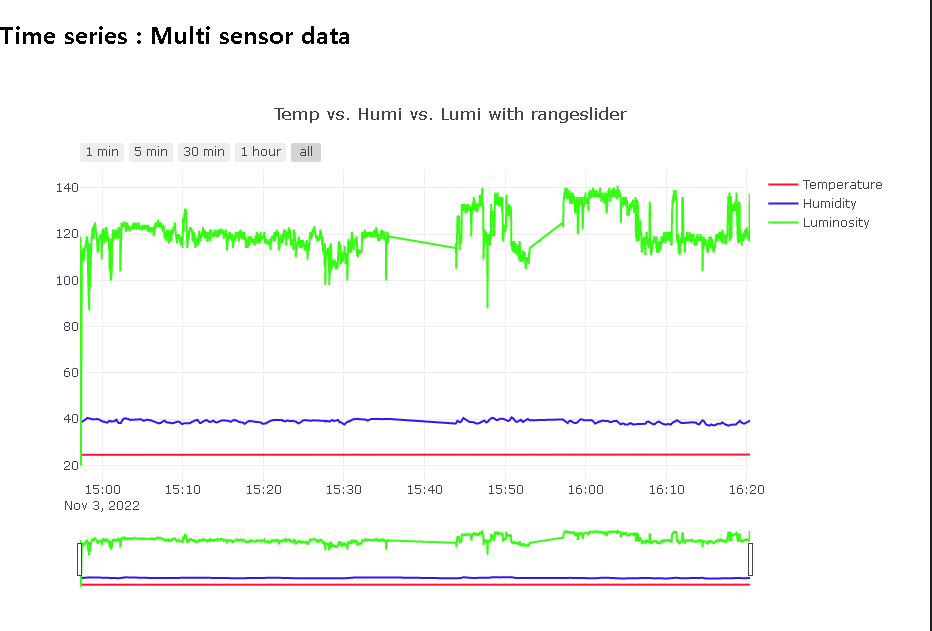 Time series : Multi sensor data
Temp vs. Humi vs. Lumi with rangeslider
1 min 5 min 30 min 1 hour all
Temperature
Humidity
Luminosity
140
120
100
80
60
40
20
15:00 15:10 15:20 15:30 15:40 15:50 16:00 16:10 16:20
Nov 3, 2022